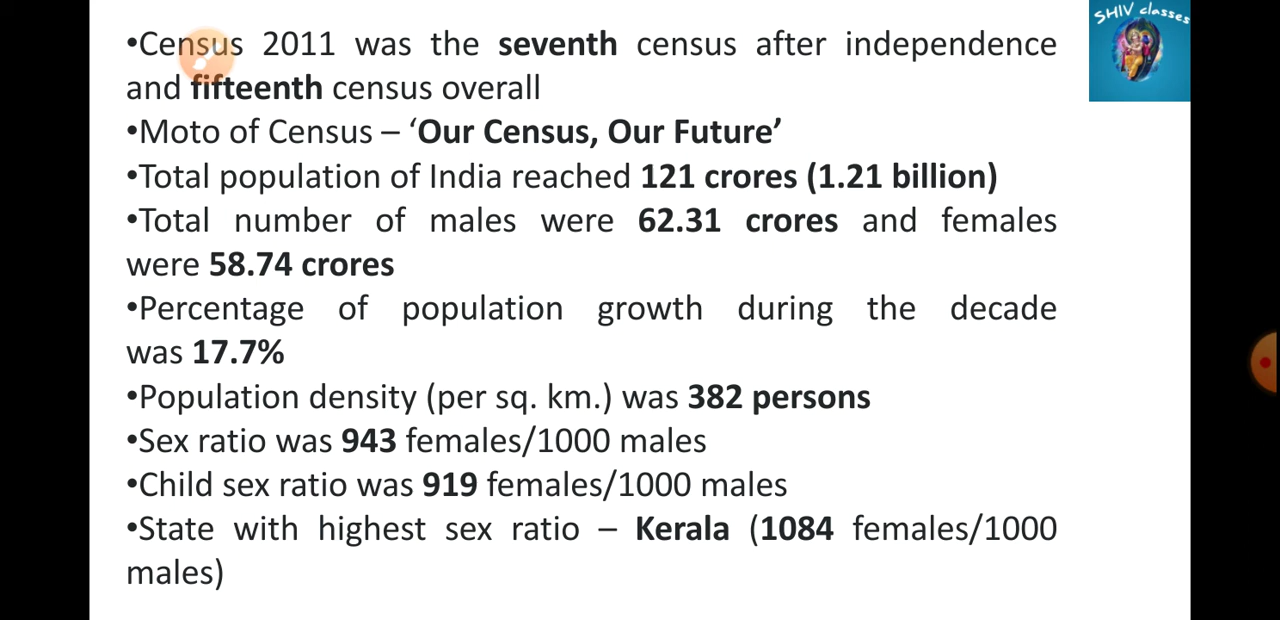 SHIV classes
•Census 2011 was the seventh census after independence
and fifteenth census overall
•Moto of Census – ‘Our Census, Our Future’
•Total population of India reached 121 crores (1.21 billion)
•Total number of males were 62.31 crores and females
were 58.74 crores
•Percentage of population growth during the decade
was 17.7%
•Population density (per sq. km.) was 382 persons
•Sex ratio was 943 females/1000 males
•Child sex ratio was 919 females/1000 males
•State with highest sex ratio – Kerala (1084 females/1000
males)